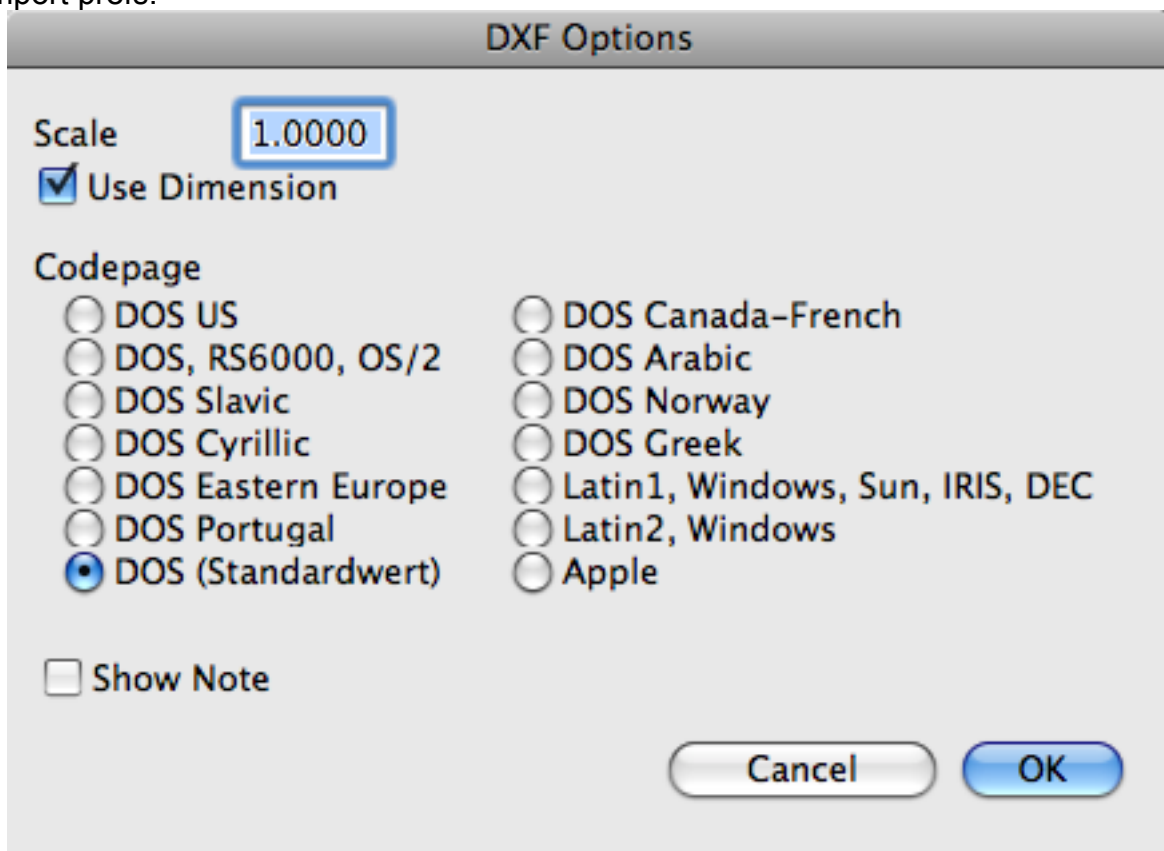 DXF Options
Scale 1.0000
Use Dimension
Codepage
DOS US
DOS, RS6000, OS/2
DOS Slavic
DOS Cyrillic
DOS Eastern Europe
DOS Portugal
DOS (Standardwert)
DOS Canada-French
DOS Arabic
DOS Norway
DOS Greek
Latin1, Windows, Sun, IRIS, DEC
Latin2, Windows
Apple
Show Note
Cancel OK